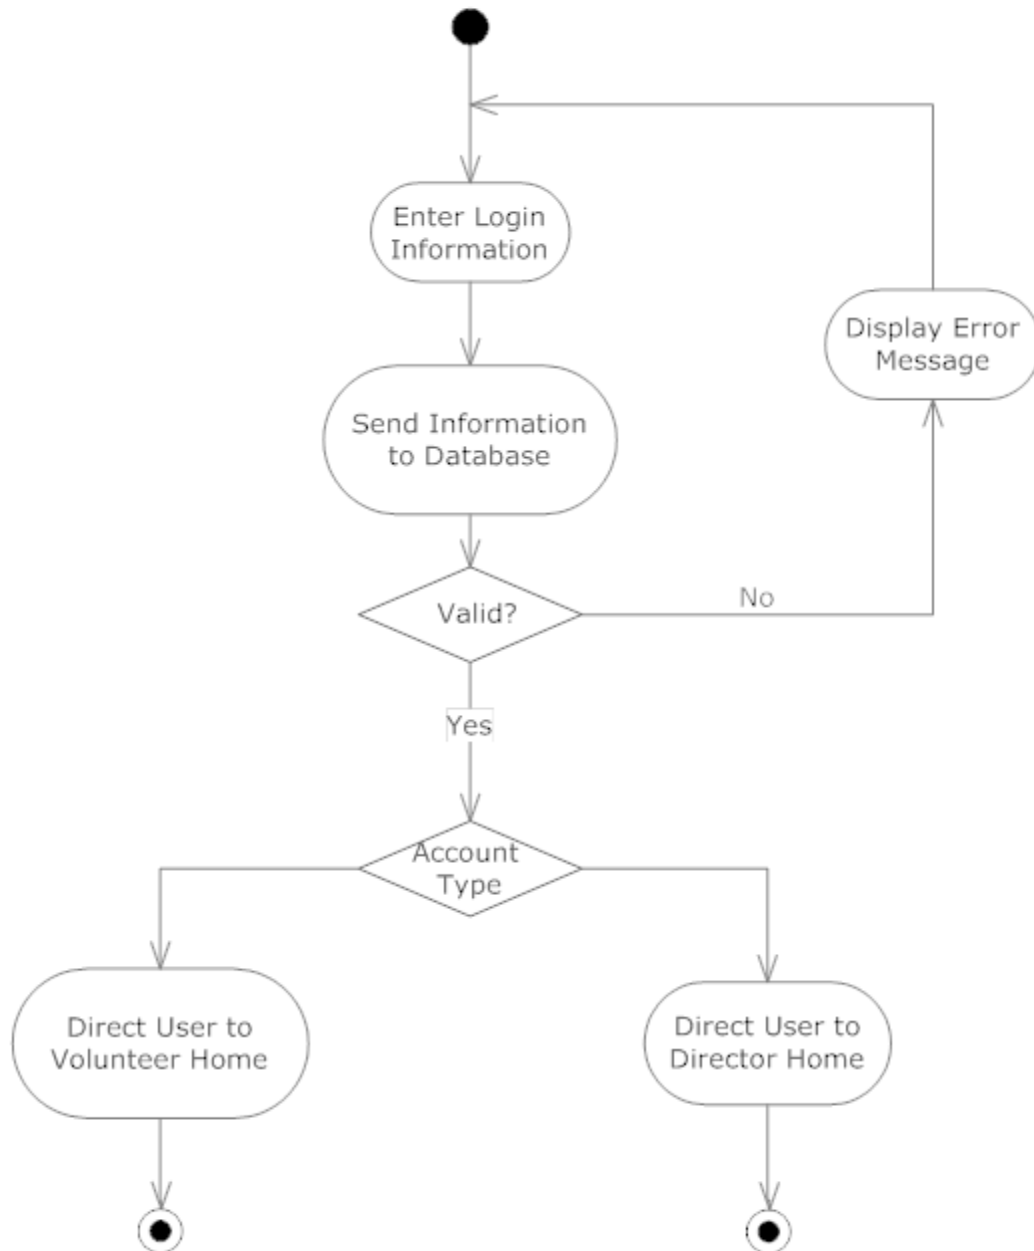 Enter Login
Information
Display Error
Message
Send Information
to Database
Valid?
No
Yes
Account
Type
Direct User to
Volunteer Home
Direct User to
Director Home